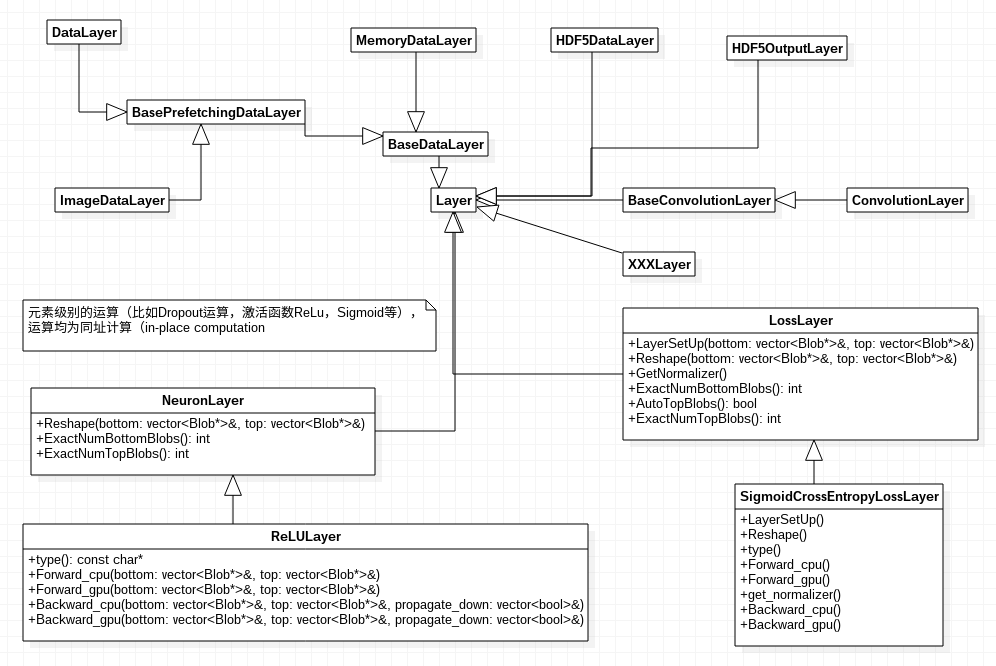 DataLayer
MemoryDataLayer
HDF5DataLayer
HDF5OutputLayer
BasePrefetchingDataLayer
BaseDataLayer
ImageDataLayer
Layer
BaseConvolutionLayer
ConvolutionLayer
XXXLayer
元素级别的运算（比如Dropout运算，激活函数ReLu，Sigmoid等），
运算均为同址计算（in-place computation
LossLayer
+LayerSetUp(bottom: vector<Blob*>&, top: vector<Blob*>&)
+Reshape(bottom: vector<Blob*>&, top: vector<Blob*>&)
+GetNormalizer()
+ExactNumBottomBlobs(): int
+AutoTopBlobs(): bool
+ExactNumTopBlobs(): int
NeuronLayer
+Reshape(bottom: vector<Blob*>&, top: vector<Blob*>&)
+ExactNumBottomBlobs(): int
+ExactNumTopBlobs(): int
SigmoidCrossEntropyLossLayer
+LayerSetUp()
+Reshape()
+type()
+Forward_cpu()
+Forward_gpu()
+get_normalizer()
+Backward_cpu()
+Backward_gpu()
ReLULayer
+type(): const char*
+Forward_cpu(bottom: vector<Blob*>&, top: vector<Blob*>&)
+Forward_gpu(bottom: vector<Blob*>&, top: vector<Blob*>&)
+Backward_cpu(bottom: vector<Blob*>&, top: vector<Blob*>&, propagate_down: vector<bool>&)
+Backward_gpu(bottom: vector<Blob*>&, top: vector<Blob*>&, propagate_down: vector<bool>&)